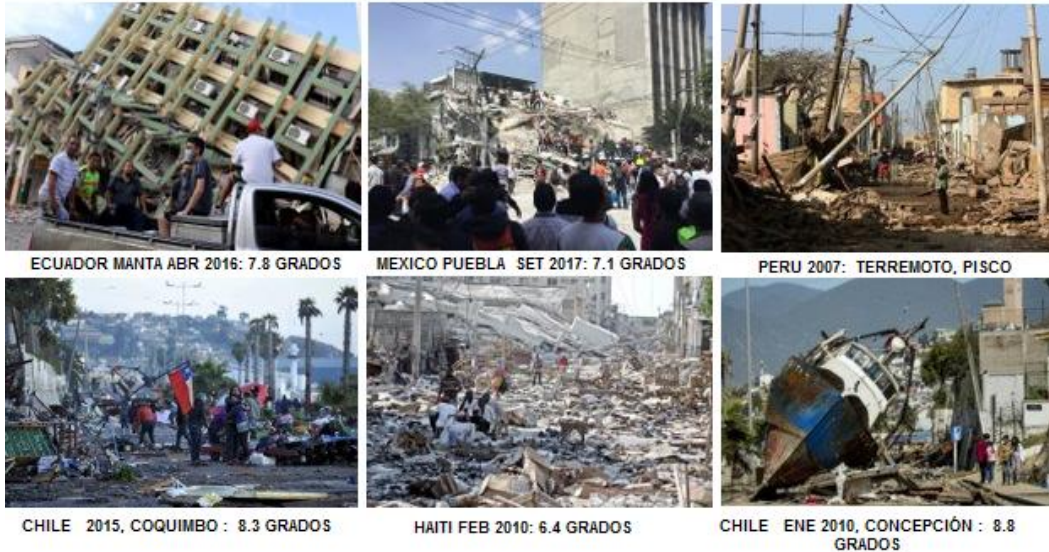 ECUADOR MANTA ABR 2016: 7.8 GRADOS
MEXICO PUEBLA SET 2017: 7.1 GRADOS
PERU 2007: TERREMOTO, PISCO
CHILE 2015, COQUIMBO : 8.3 GRADOS
HAITI FEB 2010: 6.4 GRADOS
CHILE ENE 2010, CONCEPCIÓN : 8.8
GRADOS